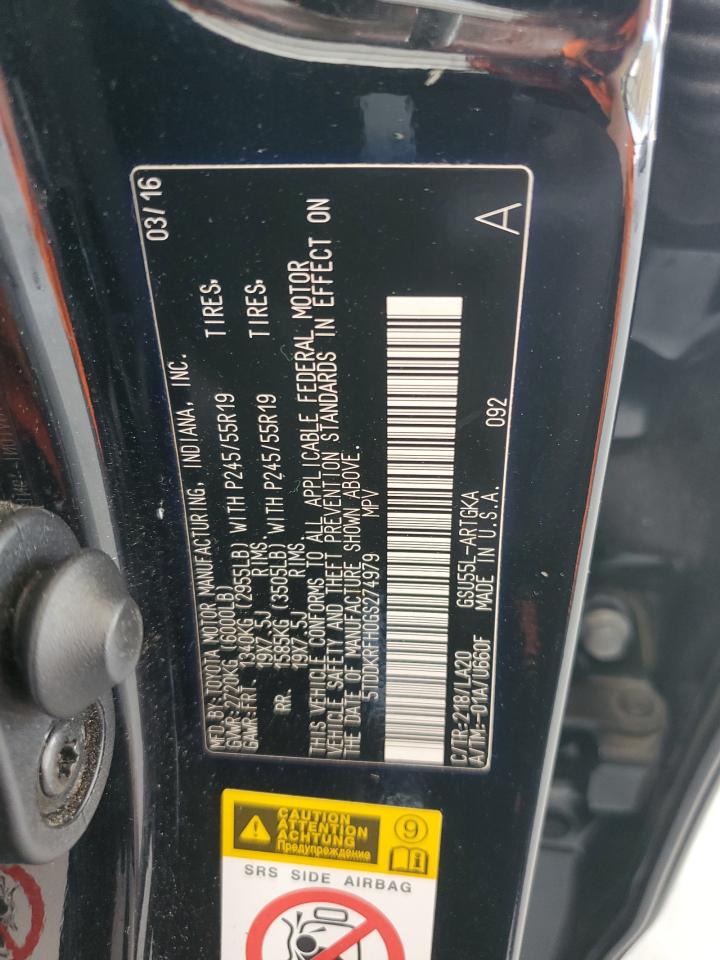 MFD. BY: TOYOTA MOTOR MANUFACTURING, INDIANA, INC. 03/16
GVWR: 2720KG (6000LB)
GAWR: FRT. 1340KG (2955LB) WITH P245/55R19 TIRES,
19X7.5J RIMS,
RR. 1585KG (3505LB) WITH P245/55R19 TIRES,
19X7.5J RIMS,
THIS VEHICLE CONFORMS TO ALL APPLICABLE FEDERAL MOTOR
VEHICLE SAFETY AND THEFT PREVENTION STANDARDS IN EFFECT ON
THE DATE OF MANUFACTURE SHOWN ABOVE.
5TDDKRFH0GS274979 MPV
C/TR:218/LA20 GSU55L-ARTGKA 092
A/TM:-01A/U660F MADE IN U.S.A.
A
CAUTION
ATTENTION
ACHTUNG
Предупреждение
9
i
SRS SIDE AIRBAG